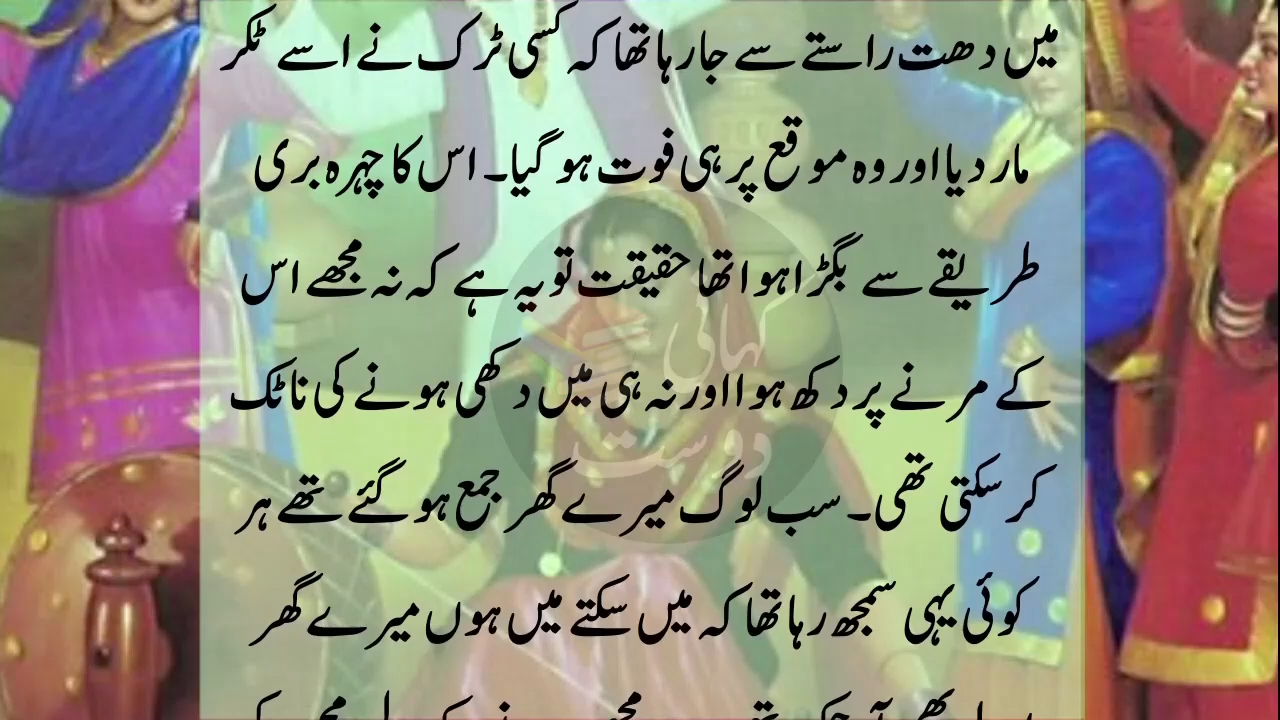 میں دھت راستے سے جا رہا تھا کہ کسی ٹرک نے اسے ٹکر
مار دیا اور وہ موقع پر ہی فوت ہو گیا۔ اس کا چہرہ بری
طریقے سے بگڑا ہوا تھا حقیقت تو یہ ہے کہ نہ مجھے اس
کے مرنے پر دکھ ہوا اور نہ ہی میں دکھی ہونے کی ناٹک
کر سکتی تھی۔ سب لوگ میرے گھر جمع ہو گئے تھے ہر
کوئی یہی سمجھ رہا تھا کہ میں سکتے میں ہوں میرے گھر
کہانی
دوست